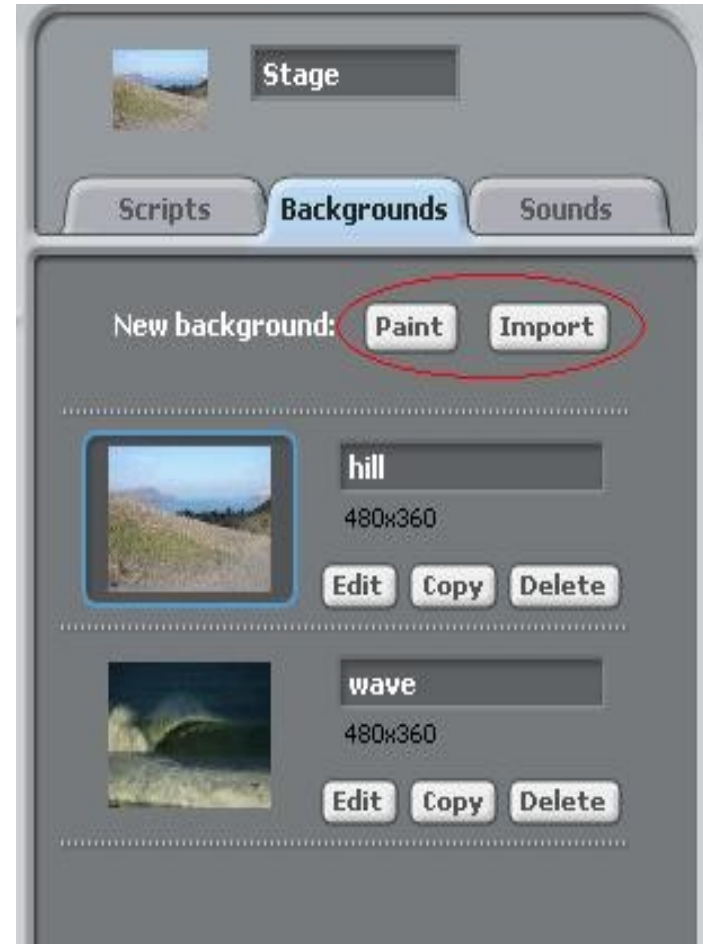 Stage
Scripts Backgrounds Sounds
New background: Paint Import
hill
480x360
Edit Copy Delete
wave
480x360
Edit Copy Delete